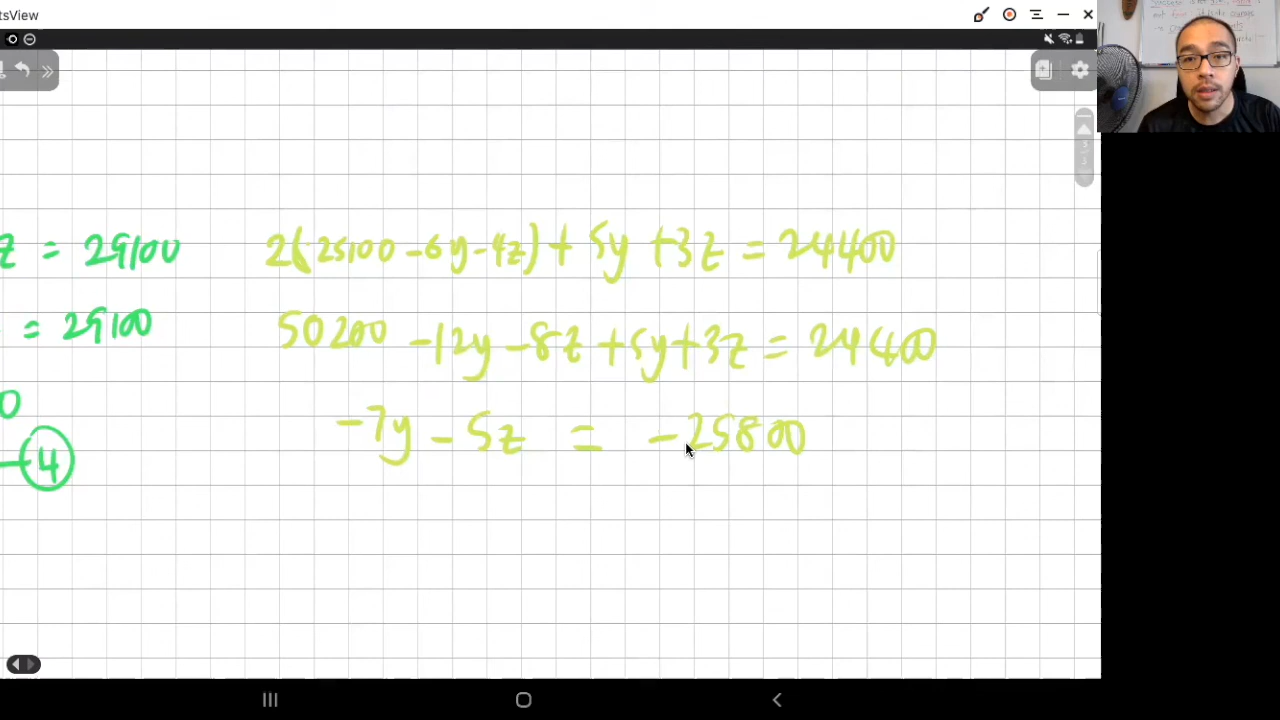 tsView
z = 29100
= 29100
0
- 4
2(25100 - 6y - 4z) + 5y + 3z = 24400
50200 - 12y - 8z + 5y + 3z = 24400
-7y - 5z = -25800